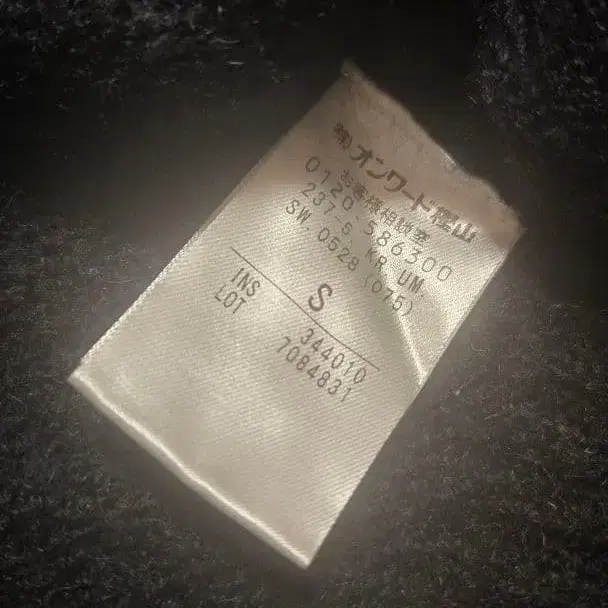 ㈱オンワード樫山
お客様相談室
0120-586300
237-5 KR UM.
SW 0528 (075)
S
INS 344010
LOT 7084831